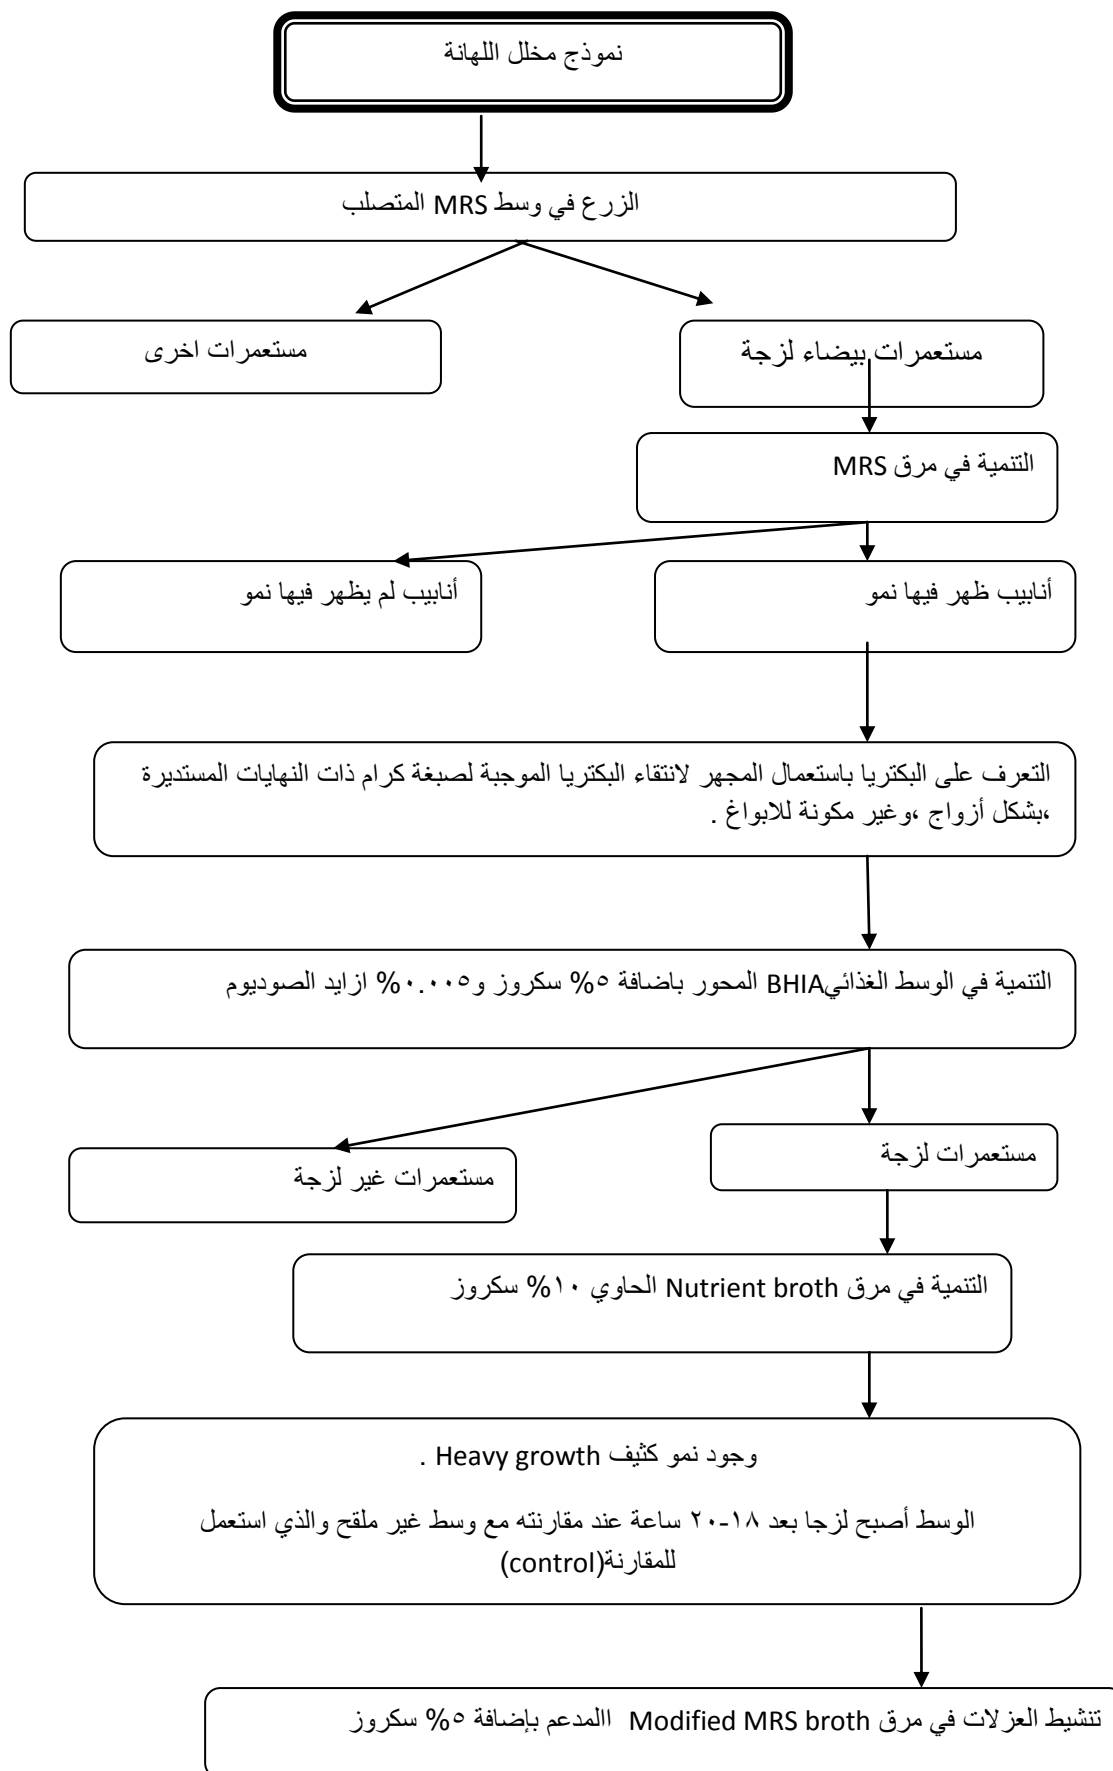 نموذج مخلل اللهانة
الزرع في وسط MRS المتصلب
مستعمرات بيضاء لزجة
مستعمرات اخرى
التنمية في مرق MRS
أنابيب ظهر فيها نمو
أنابيب لم يظهر فيها نمو
التعرف على البكتريا باستعمال المجهر لانتقاء البكتريا الموجبة لصبغة كرام ذات النهايات المستديرة
،بشكل أزواج ،وغير مكونة للابواغ .
التنمية في الوسط الغذائيBHIA المحور باضافة ٥% سكروز و٠.٠٠٥% ازايد الصوديوم
مستعمرات لزجة
مستعمرات غير لزجة
التنمية في مرق Nutrient broth الحاوي ١٠% سكروز
وجود نمو كثيف Heavy growth .
الوسط أصبح لزجا بعد ١٨-٢٠ ساعة عند مقارنته مع وسط غير ملقح والذي استعمل
للمقارنة(control)
تنشيط العزلات في مرق Modified MRS broth االمدعم بإضافة ٥% سكروز